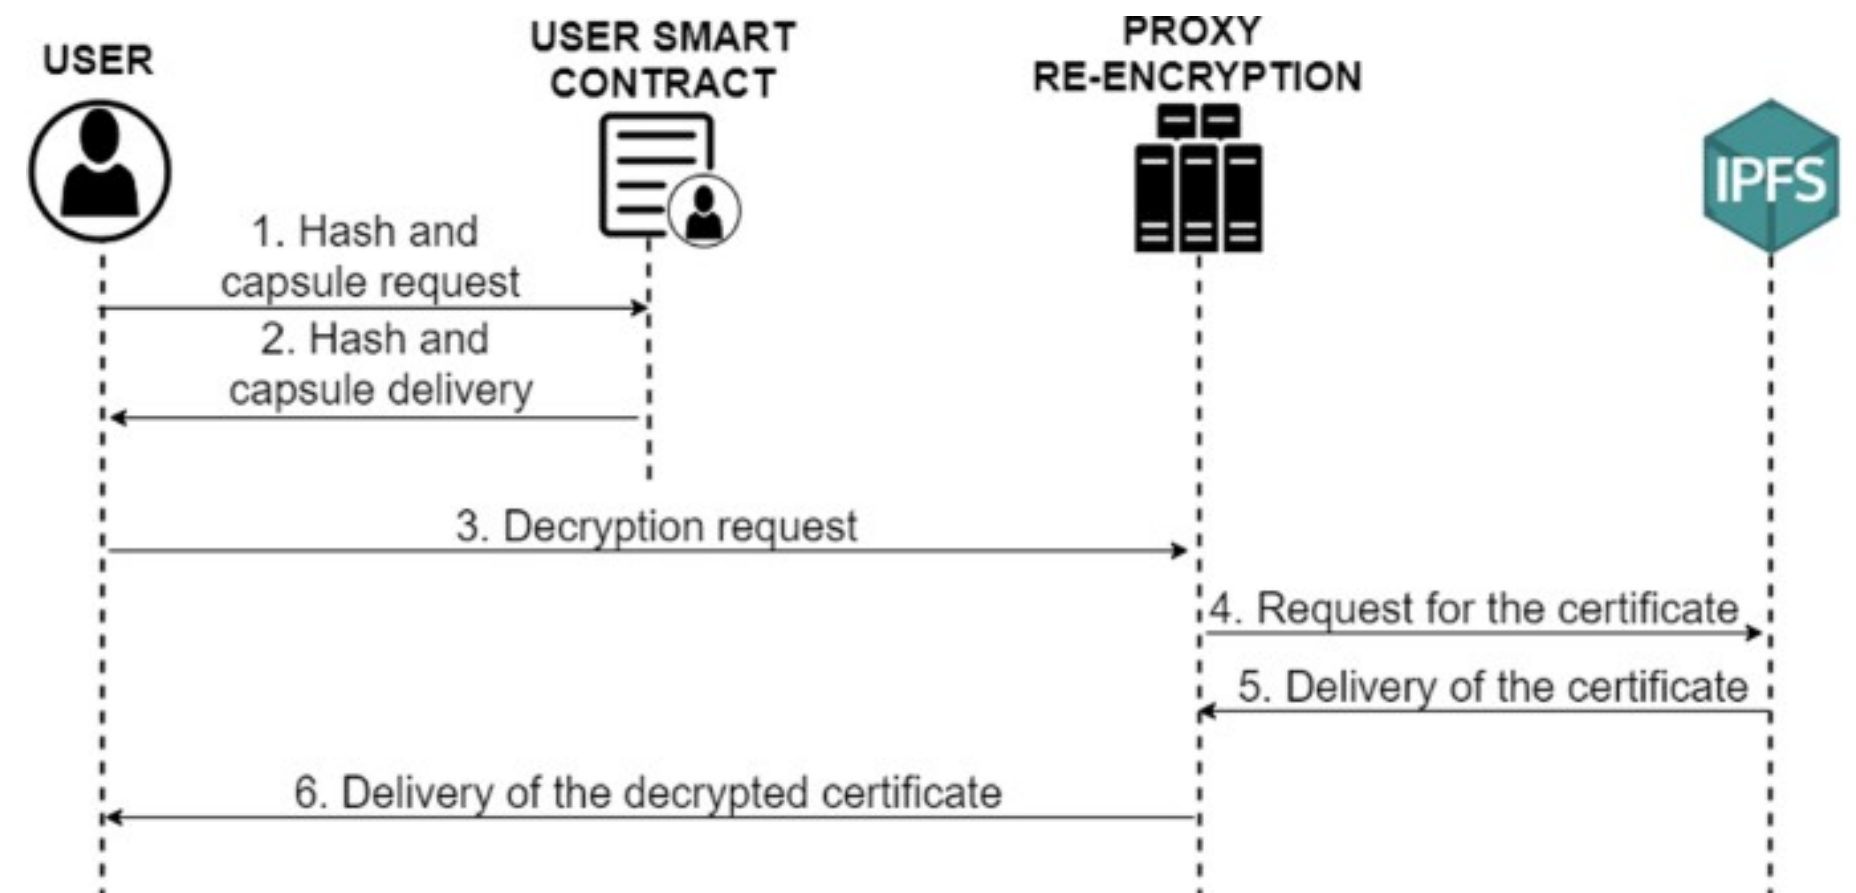 USER
USER SMART
CONTRACT
PROXY
RE-ENCRYPTION
IPFS
1. Hash and
capsule request
2. Hash and
capsule delivery
3. Decryption request
4. Request for the certificate
5. Delivery of the certificate
6. Delivery of the decrypted certificate